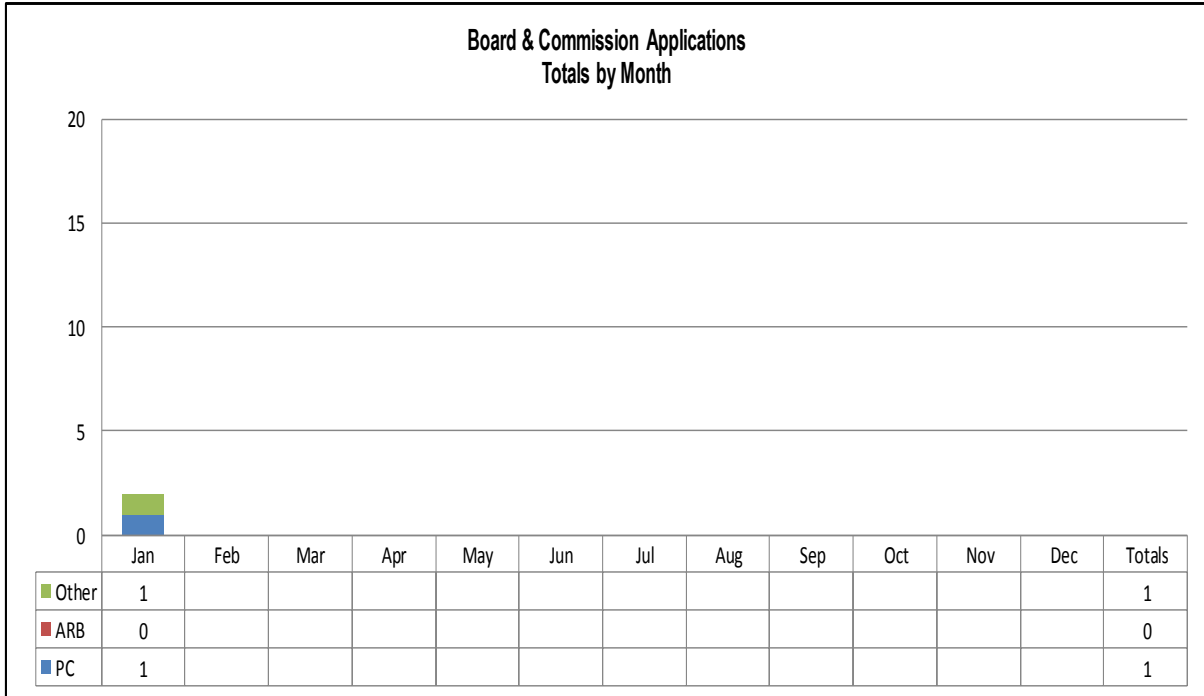 Board & Commission Applications
Totals by Month
20
15
10
5
0
Jan Feb Mar Apr May Jun Jul Aug Sep Oct Nov Dec Totals
Other 1 1
ARB 0 0
PC 1 1